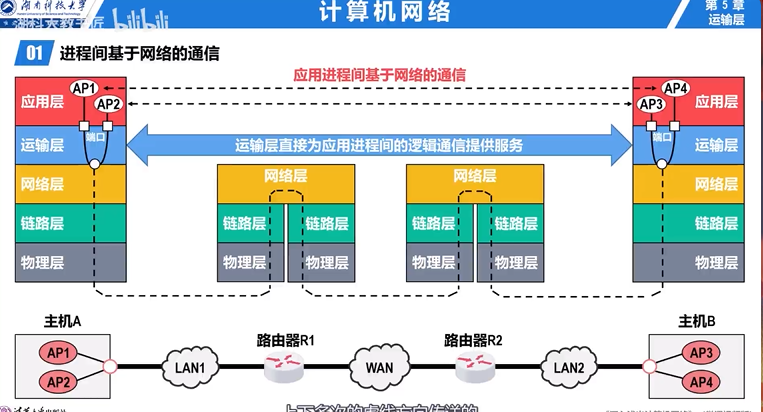 湖南科技大学
计算机网络
第 5 章
运输层
湖科大教书匠 bilibili
01 进程间基于网络的通信
应用进程间基于网络的通信
应用层 AP1 AP2
AP4 AP3 应用层
运输层 端口
运输层直接为应用进程间的逻辑通信提供服务
端口 运输层
网络层 网络层 网络层 网络层
链路层 链路层 链路层 链路层 链路层 链路层
物理层 物理层 物理层 物理层 物理层 物理层
主机A 路由器R1 路由器R2 主机B
AP1 AP3
LAN1 WAN LAN2
AP2 AP4